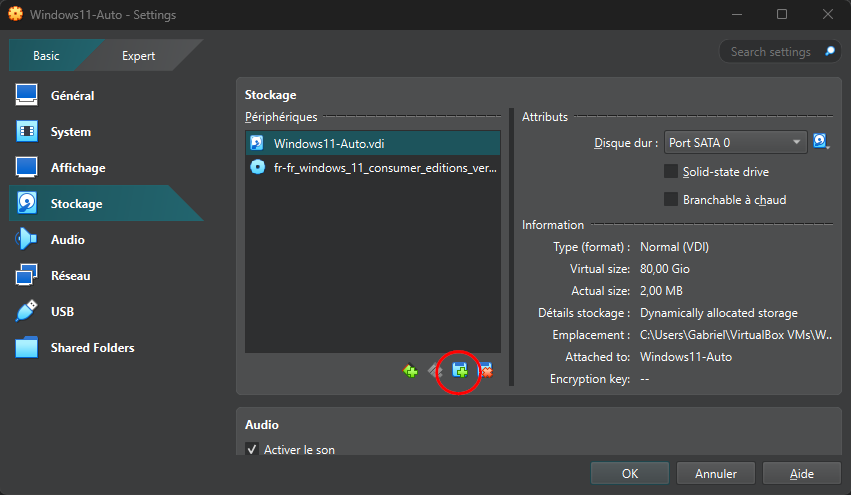 Windows11-Auto - Settings
Basic
Expert
Search settings
Général
System
Affichage
Stockage
Audio
Réseau
USB
Shared Folders
Stockage
Périphériques
Windows11-Auto.vdi
fr-fr_windows_11_consumer_editions_ver...
Attributs
Disque dur : Port SATA 0
Solid-state drive
Branchable à chaud
Information
Type (format) : Normal (VDI)
Virtual size: 80,00 Gio
Actual size: 2,00 MB
Détails stockage : Dynamically allocated storage
Emplacement : C:\Users\Gabriel\VirtualBox VMs\W...
Attached to: Windows11-Auto
Encryption key: --
Audio
Activer le son
OK
Annuler
Aide